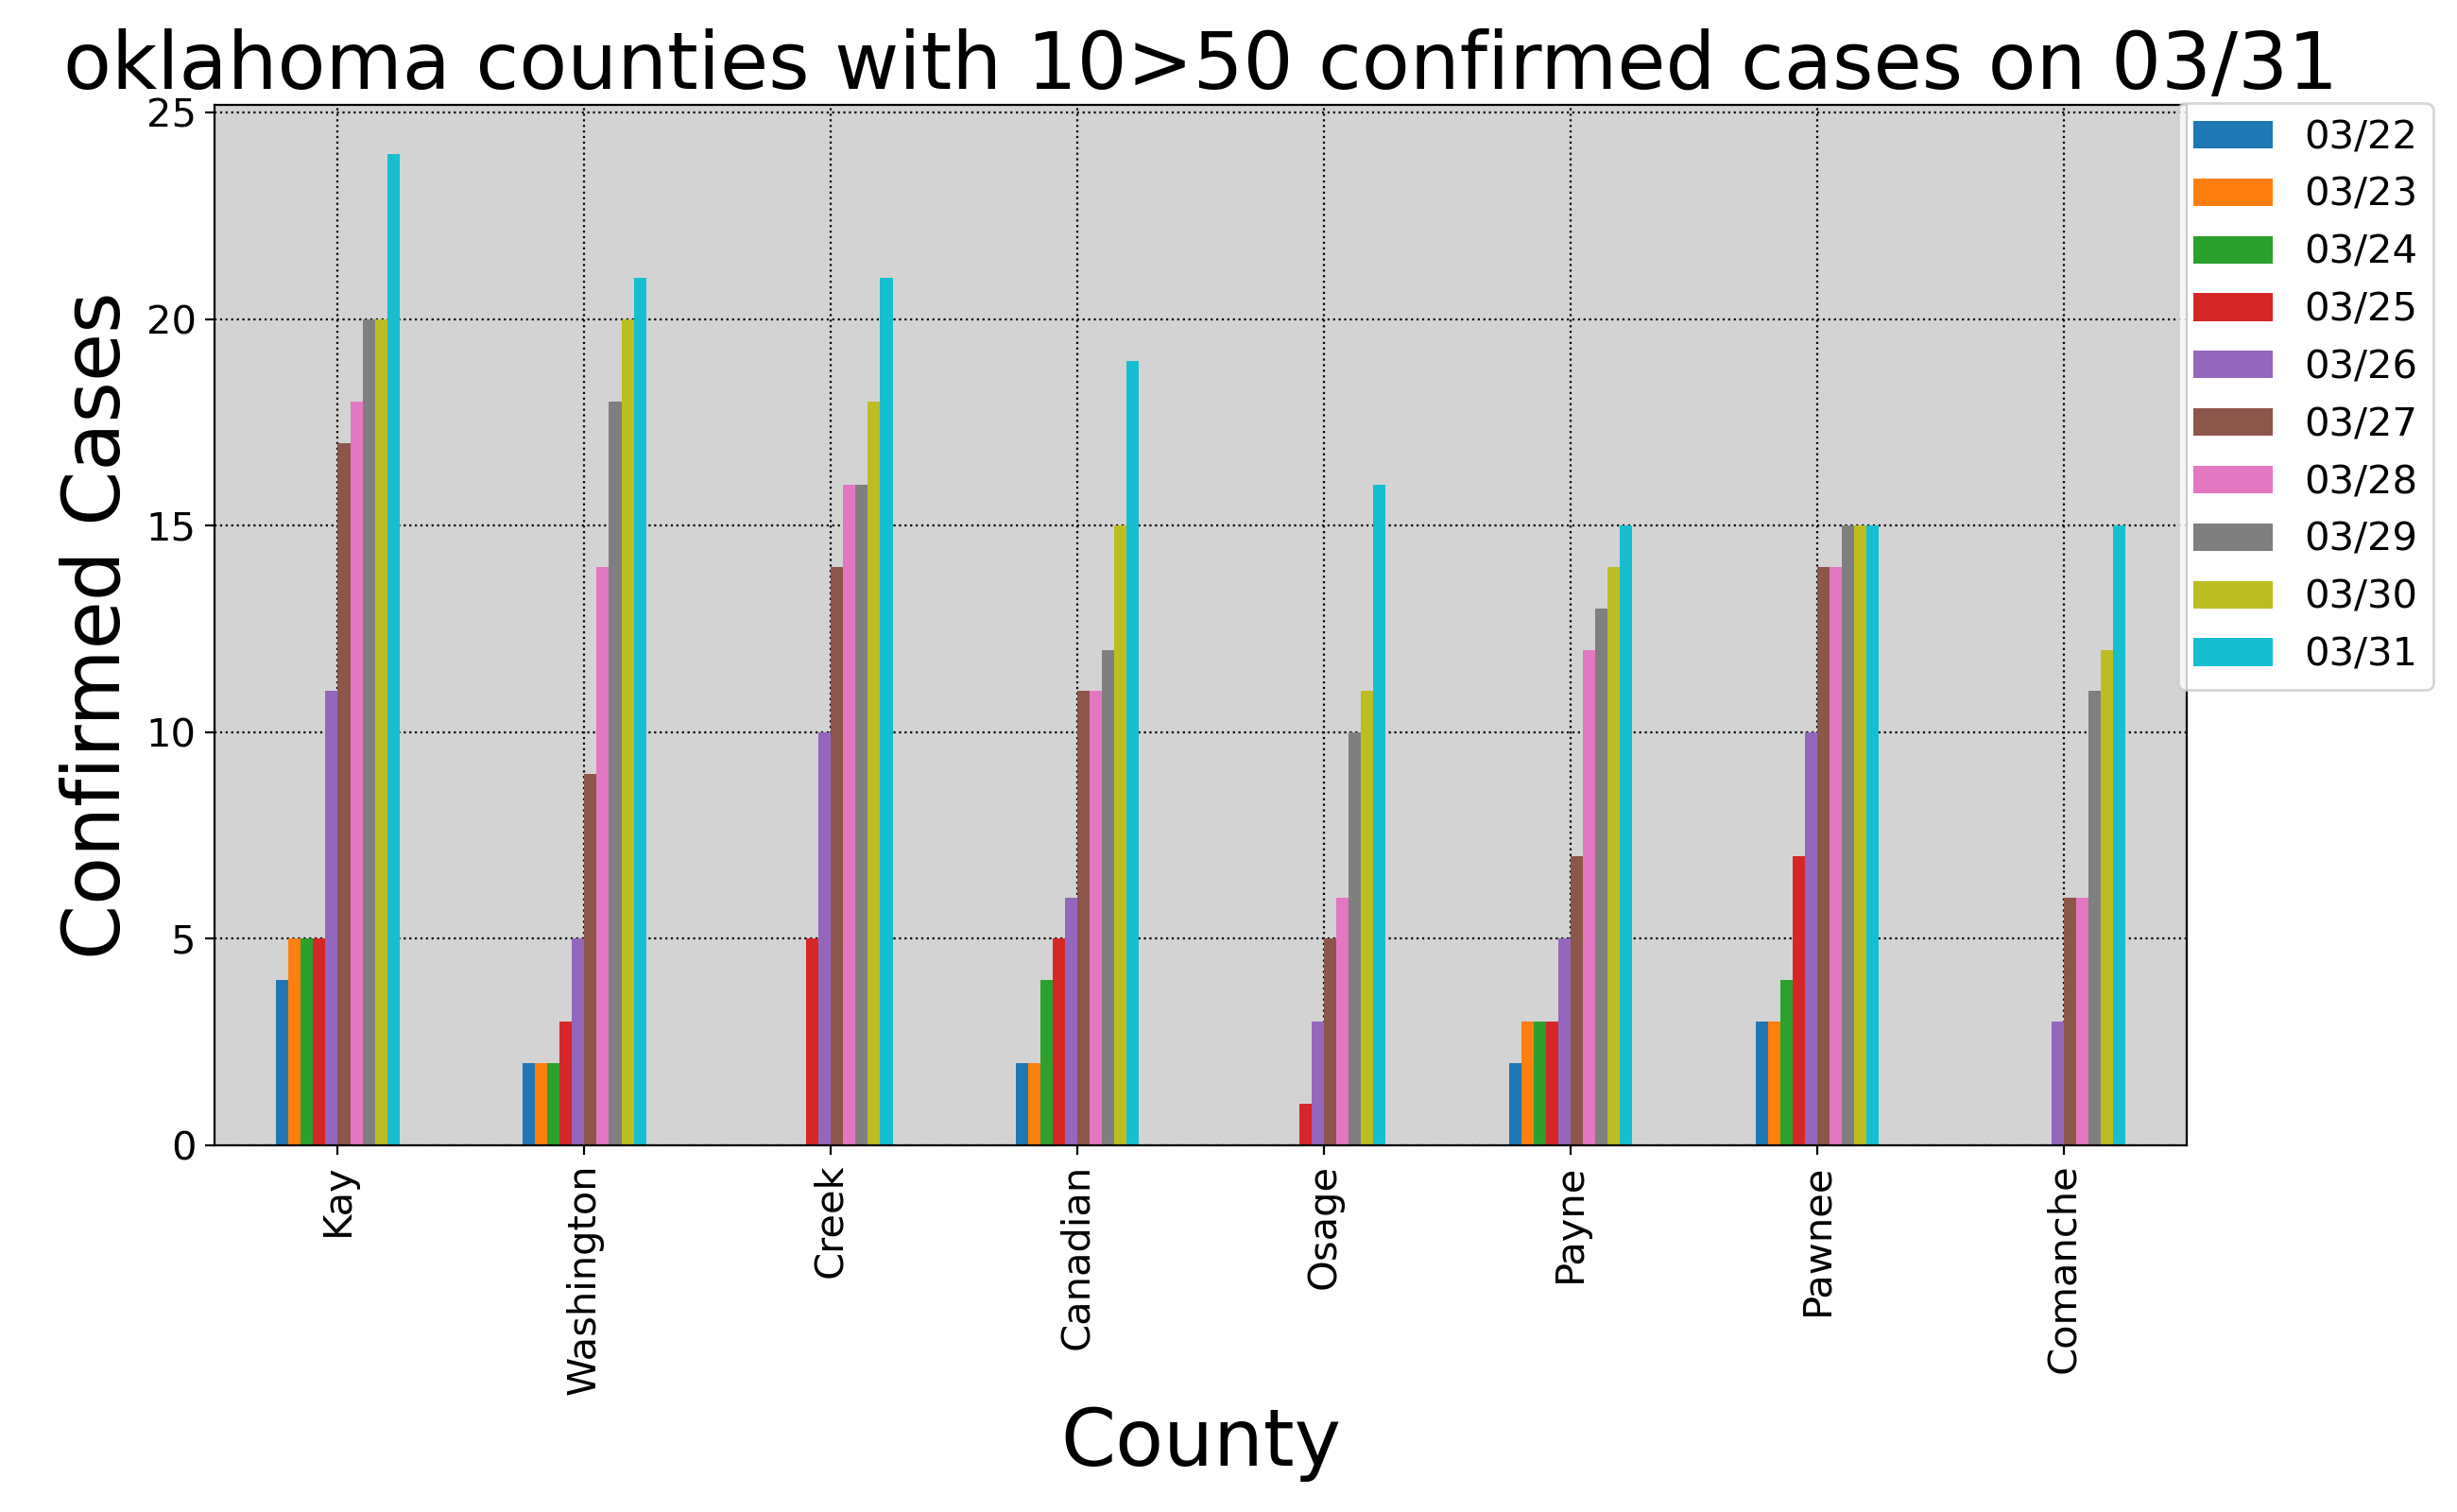 oklahoma counties with 10>50 confirmed cases on 03/31
25
20
15
10
5
0
Confirmed Cases
03/22
03/23
03/24
03/25
03/26
03/27
03/28
03/29
03/30
03/31
Kay
Washington
Creek
Canadian
Osage
Payne
Pawnee
Comanche
County